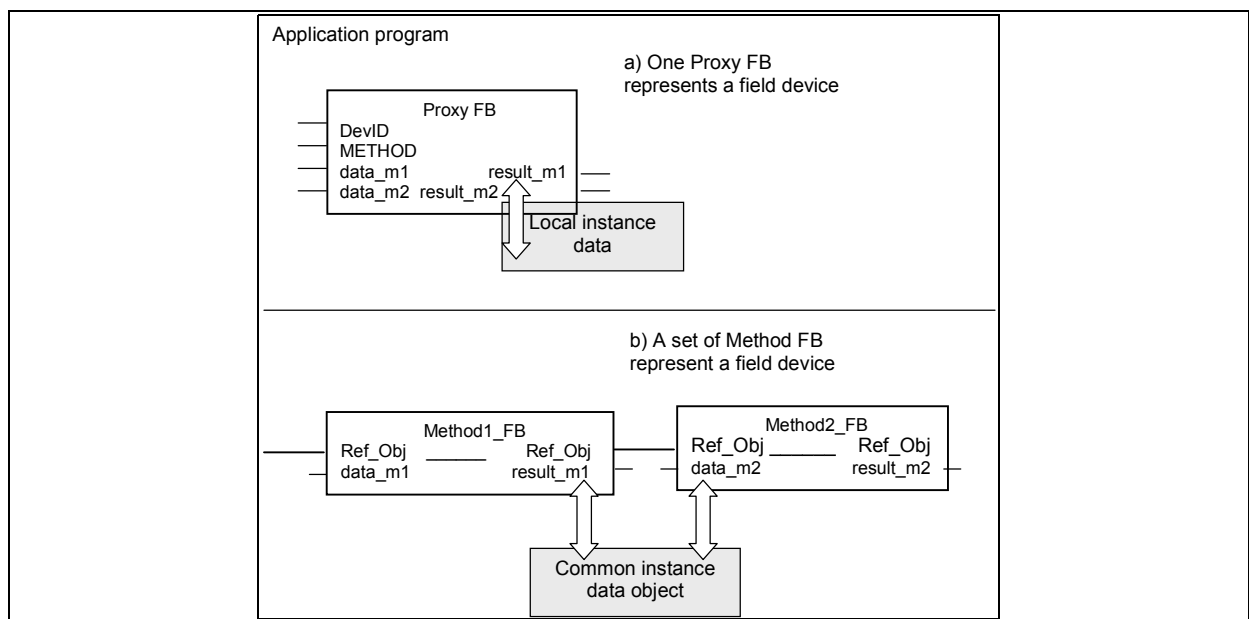 Application program
a) One Proxy FB
represents a field device
Proxy FB
DevID
METHOD
data_m1 result_m1
data_m2 result_m2
Local instance
data
b) A set of Method FB
represent a field device
Method1_FB
Ref_Obj ______ Ref_Obj
data_m1 result_m1
Method2_FB
Ref_Obj ______ Ref_Obj
data_m2 result_m2
Common instance
data object